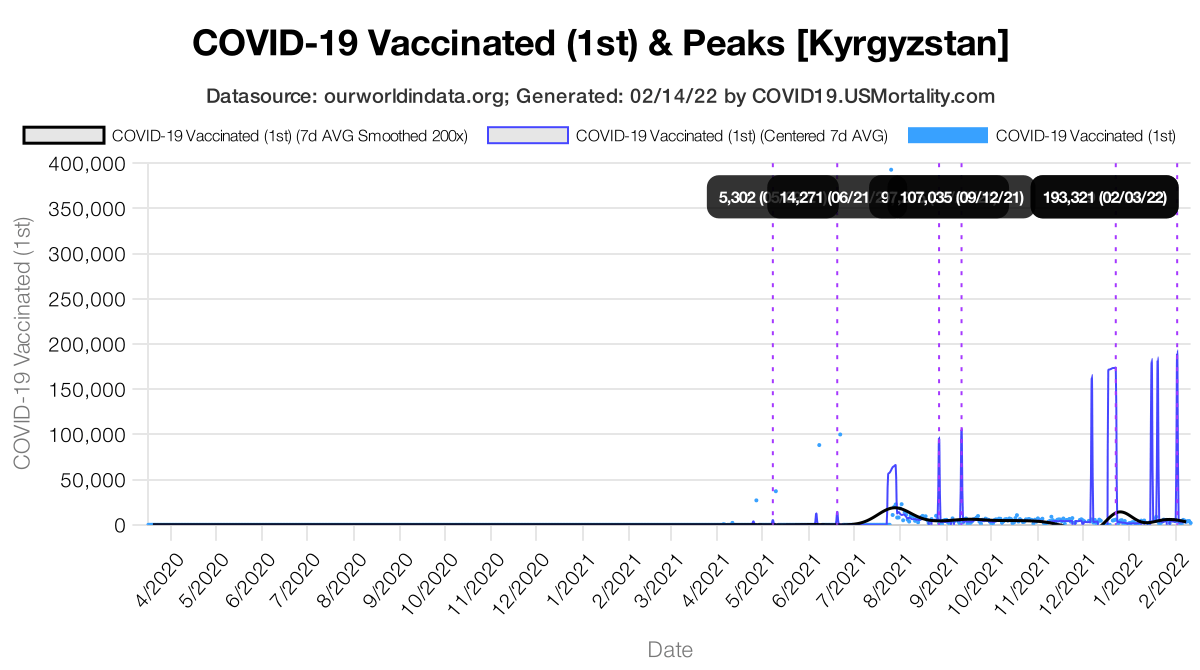 COVID-19 Vaccinated (1st) & Peaks [Kyrgyzstan]
Datasource: ourworldindata.org; Generated: 02/14/22 by COVID19.USMortality.com
COVID-19 Vaccinated (1st) (7d AVG Smoothed 200x) COVID-19 Vaccinated (1st) (Centered 7d AVG) COVID-19 Vaccinated (1st)
COVID-19 Vaccinated (1st)
400,000
350,000
300,000
250,000
200,000
150,000
100,000
50,000
0
5,302 14,271 (06/21/ 107,035 (09/12/21) 193,321 (02/03/22)
4/2020 5/2020 6/2020 7/2020 8/2020 9/2020 10/2020 11/2020 12/2020 1/2021 2/2021 3/2021 4/2021 5/2021 6/2021 7/2021 8/2021 9/2021 10/2021 11/2021 12/2021 1/2022 2/2022
Date